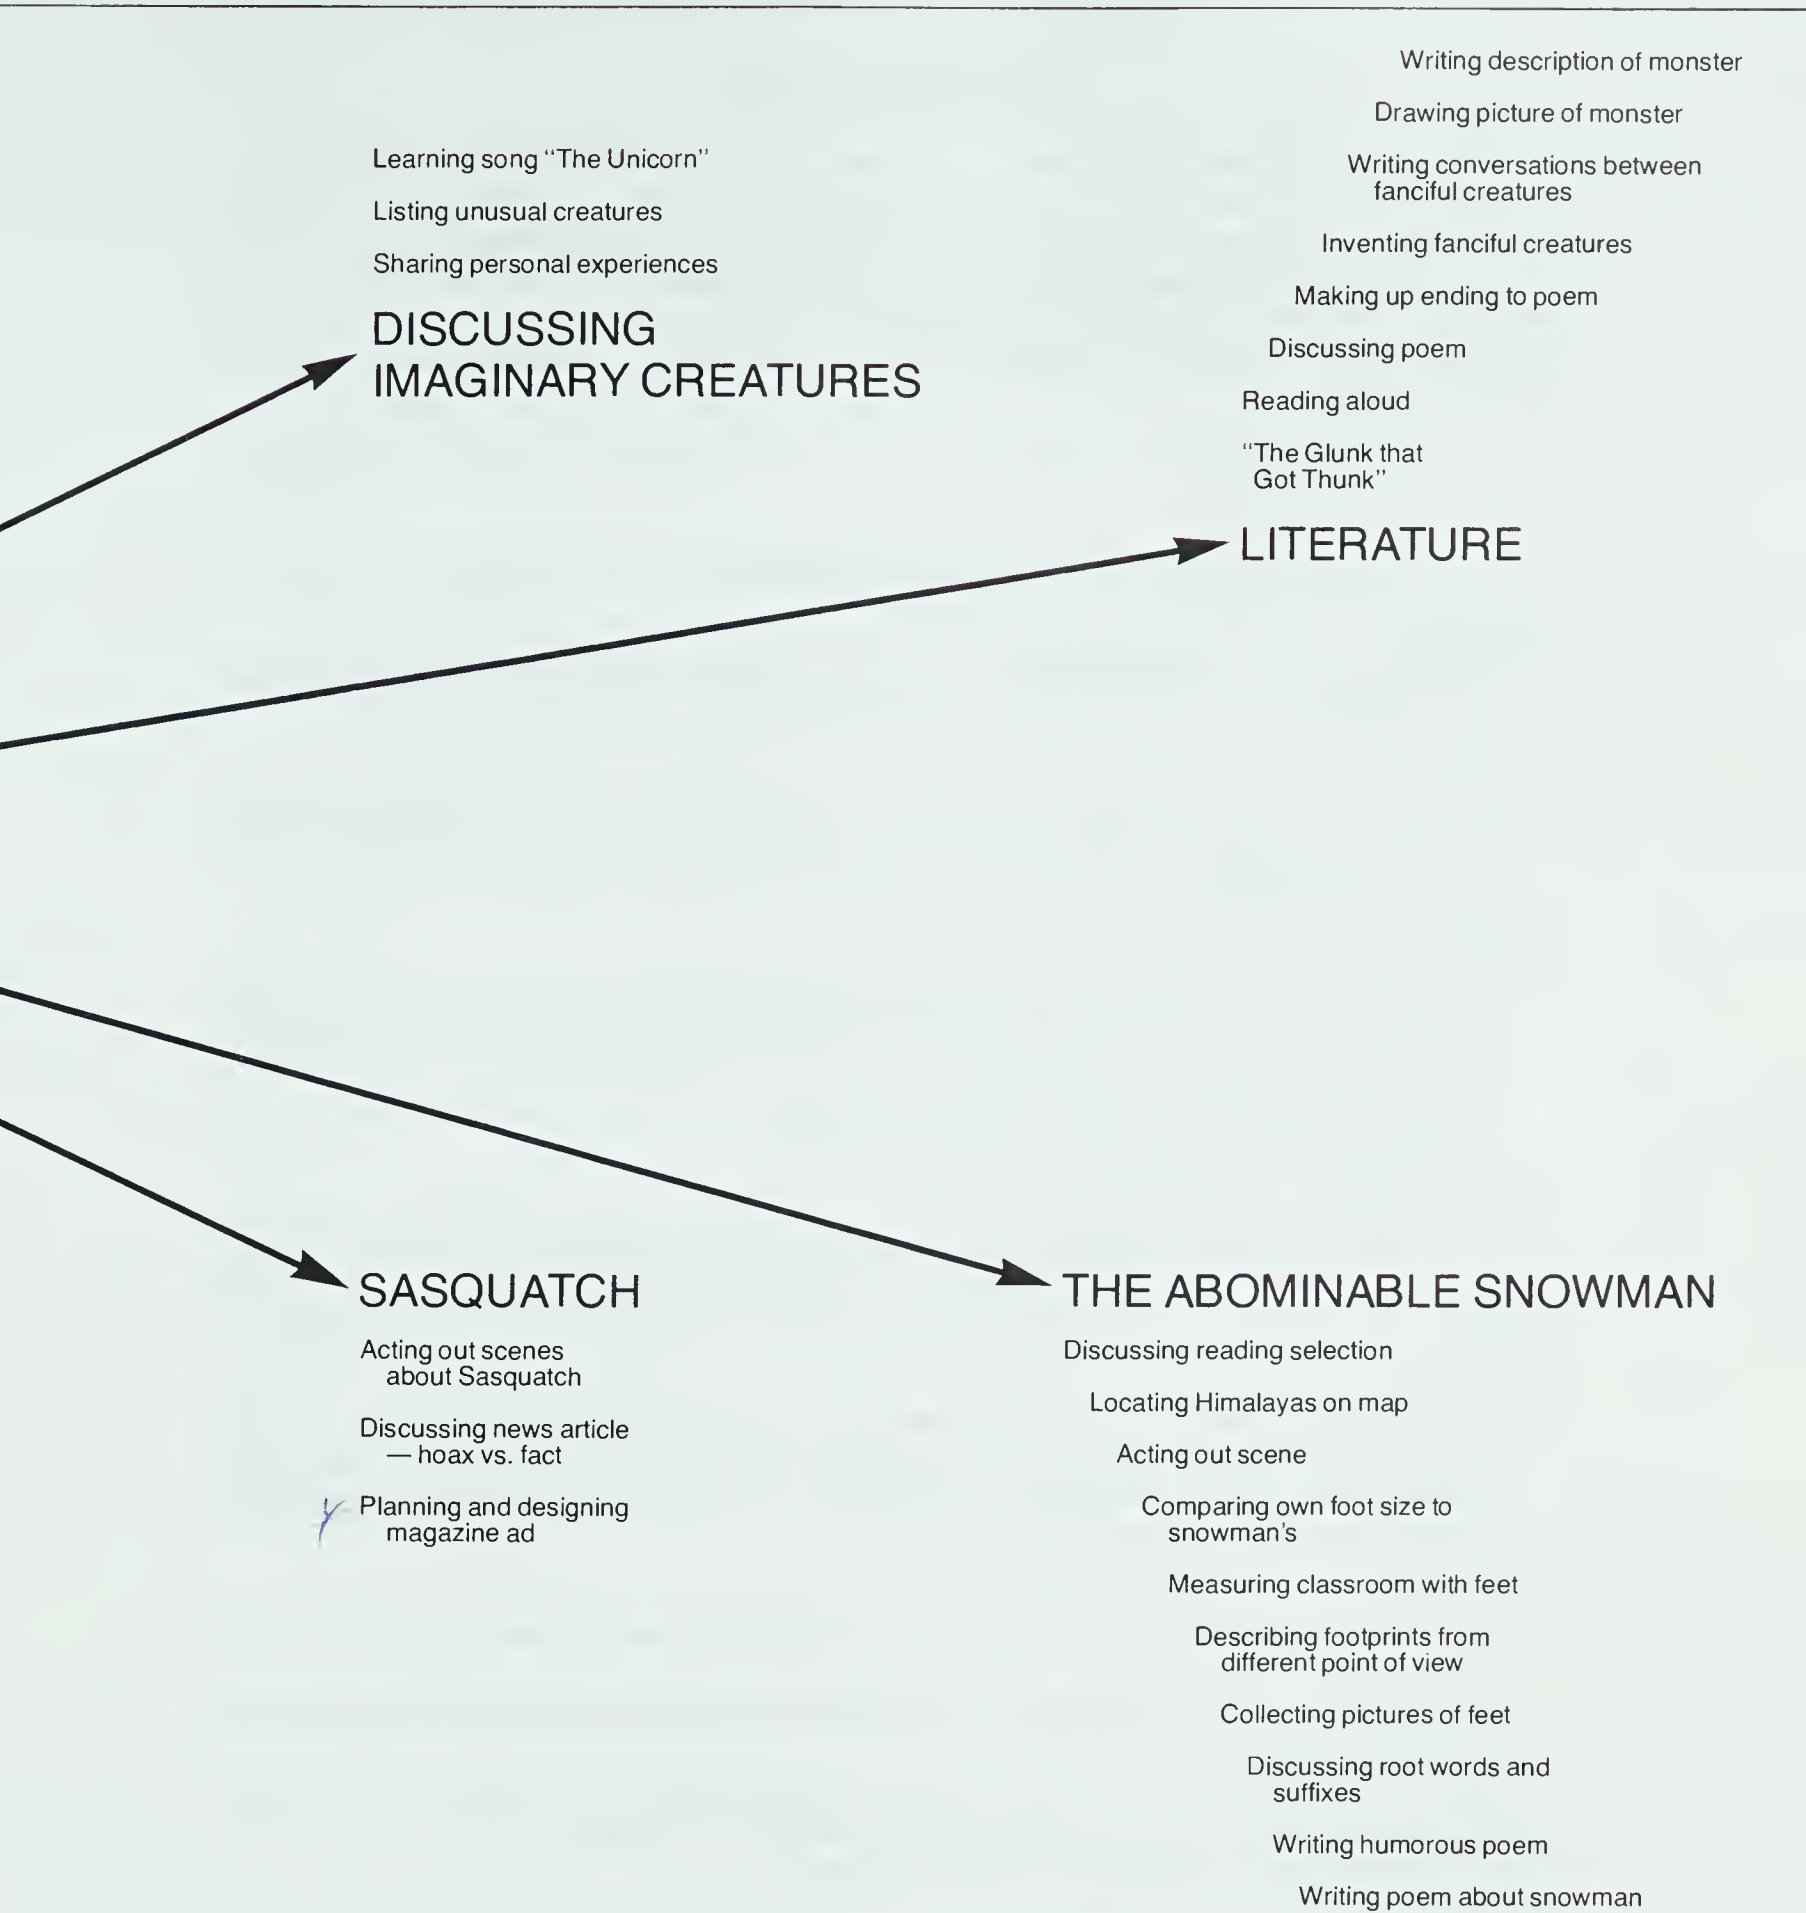 Learning song “The Unicorn”
Listing unusual creatures
Sharing personal experiences
DISCUSSING
IMAGINARY CREATURES
Writing description of monster
Drawing picture of monster
Writing conversations between
fanciful creatures
Inventing fanciful creatures
Making up ending to poem
Discussing poem
Reading aloud
“The Glunk that
Got Thunk”
LITERATURE
SASQUATCH
Acting out scenes
about Sasquatch
Discussing news article
— hoax vs. fact
Planning and designing
magazine ad
THE ABOMINABLE SNOWMAN
Discussing reading selection
Locating Himalayas on map
Acting out scene
Comparing own foot size to
snowman's
Measuring classroom with feet
Describing footprints from
different point of view
Collecting pictures of feet
Discussing root words and
suffixes
Writing humorous poem
Writing poem about snowman